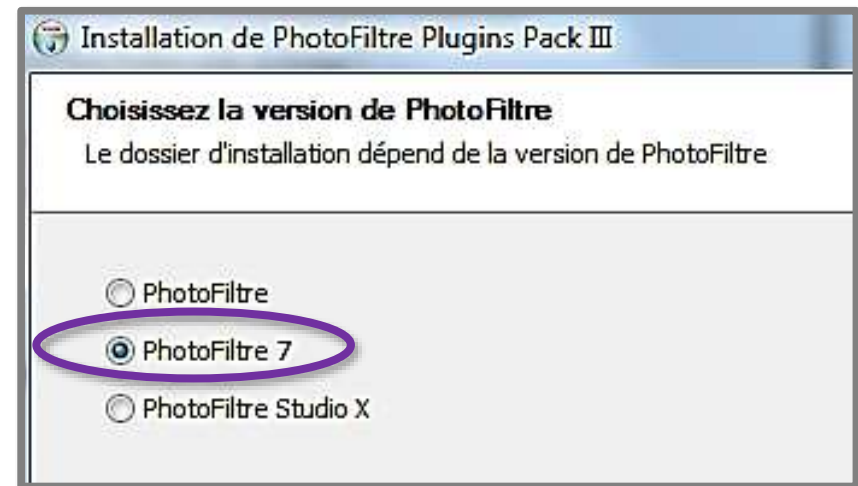 Installation de PhotoFiltre Plugins Pack III
Choisissez la version de PhotoFiltre
Le dossier d'installation dépend de la version de PhotoFiltre
PhotoFiltre
PhotoFiltre 7
PhotoFiltre Studio X